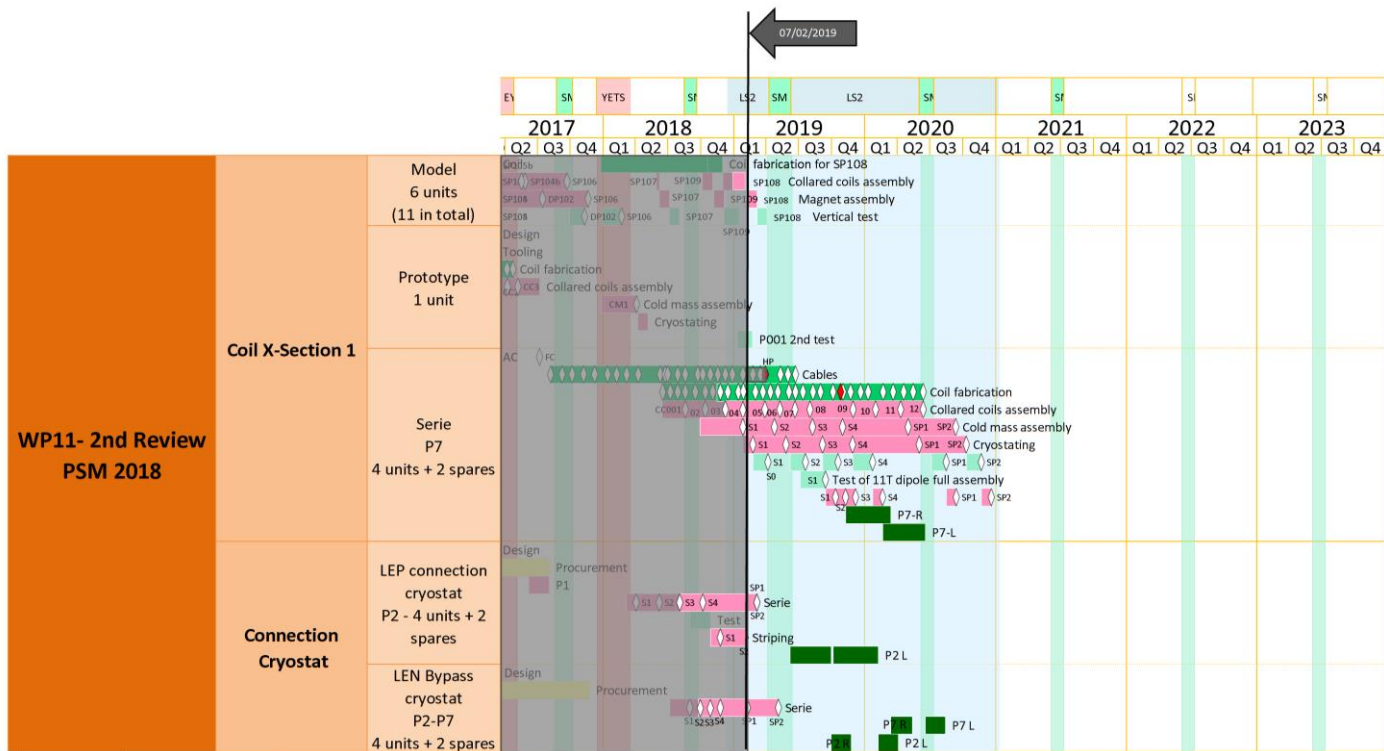 07/02/2019
EY SM YETS SM LS2 SM LS2 SM SM SM SM
2017 2018 2019 2020 2021 2022 2023
Q2 Q3 Q4 Q1 Q2 Q3 Q4 Q1 Q2 Q3 Q4 Q1 Q2 Q3 Q4 Q1 Q2 Q3 Q4 Q1 Q2 Q3 Q4 Q1 Q2 Q3 Q4
WP11- 2nd Review
PSM 2018
Coil X-Section 1
Model
6 units
(11 in total)
Coil fabrication for SP108
SP104b SP106 SP107 SP109 SP108 Collared coils assembly
SP108 DP102 SP106 SP107 SP109 SP108 Magnet assembly
SP108 DP102 SP106 SP107 SP108 Vertical test
SP109
Prototype
1 unit
Design
Tooling
Coil fabrication
CC3 Collared coils assembly
CM1 Cold mass assembly
Cryostating
P001 2nd test
Serie
P7
4 units + 2 spares
AC FC
HP
Cables
Coil fabrication
CC001 02 03 04 05 06 07 08 09 10 11 12 Collared coils assembly
S1 S2 S3 S4 SP1 SP2 Cold mass assembly
S1 S2 S3 S4 SP1 SP2 Cryostating
S1 S2 S3 S4 SP1 SP2
S0
S1 Test of 11T dipole full assembly
S1 S3 S4 SP1 SP2
S2
P7-R
P7-L
Connection
Cryostat
LEP connection
cryostat
P2 - 4 units + 2
spares
Design
Procurement
P1
SP1
S1 S2 S3 S4 Serie
SP2
Test
S1 Striping
S2
P2 L
LEN Bypass
cryostat
P2-P7
4 units + 2 spares
Design
Procurement
Serie
S1 S2 S3 S4 SP1 SP2
P7 R P7 L
P2 R P2 L